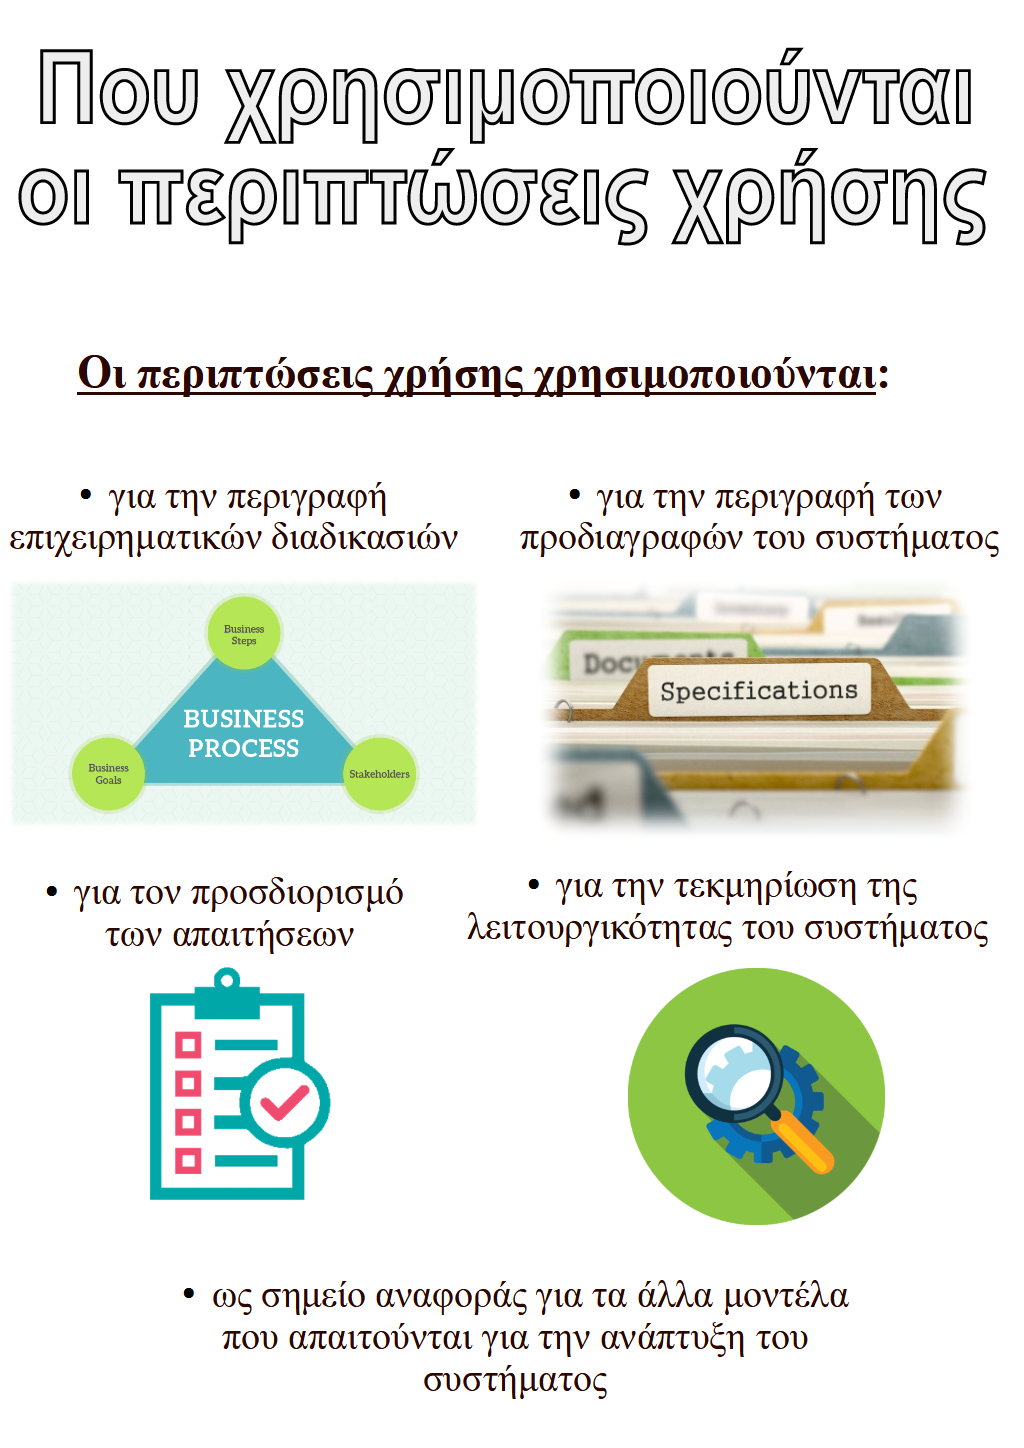 Που χρησιμοποιούνται
οι περιπτώσεις χρήσης
Οι περιπτώσεις χρήσης χρησιμοποιούνται:
• για την περιγραφή
επιχειρηματικών διαδικασιών
Business
Steps
BUSINESS
PROCESS
Business
Goals
Stakeholders
• για την περιγραφή των
προδιαγραφών του συστήματος
Inventory
Documents
Specifications
• για τον προσδιορισμό
των απαιτήσεων
• για την τεκμηρίωση της
λειτουργικότητας του συστήματος
• ως σημείο αναφοράς για τα άλλα μοντέλα
που απαιτούνται για την ανάπτυξη του
συστήματος